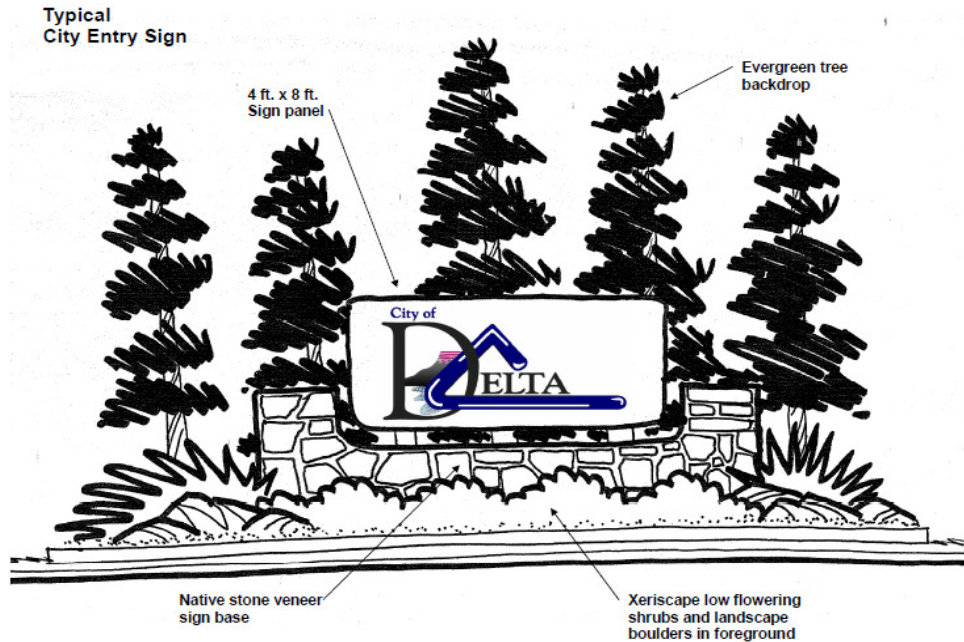 Typical
City Entry Sign
4 ft. x 8 ft.
Sign panel
Evergreen tree
backdrop
City of
DELTA
Native stone veneer
sign base
Xeriscape low flowering
shrubs and landscape
boulders in foreground